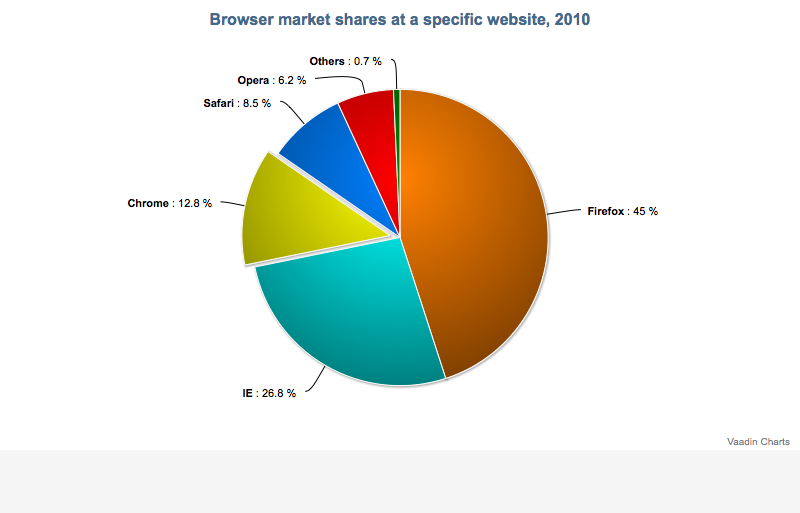 Browser market shares at a specific website, 2010
Others : 0.7 %
Opera : 6.2 %
Safari : 8.5 %
Chrome : 12.8 %
Firefox : 45 %
IE : 26.8 %
Vaadin Charts